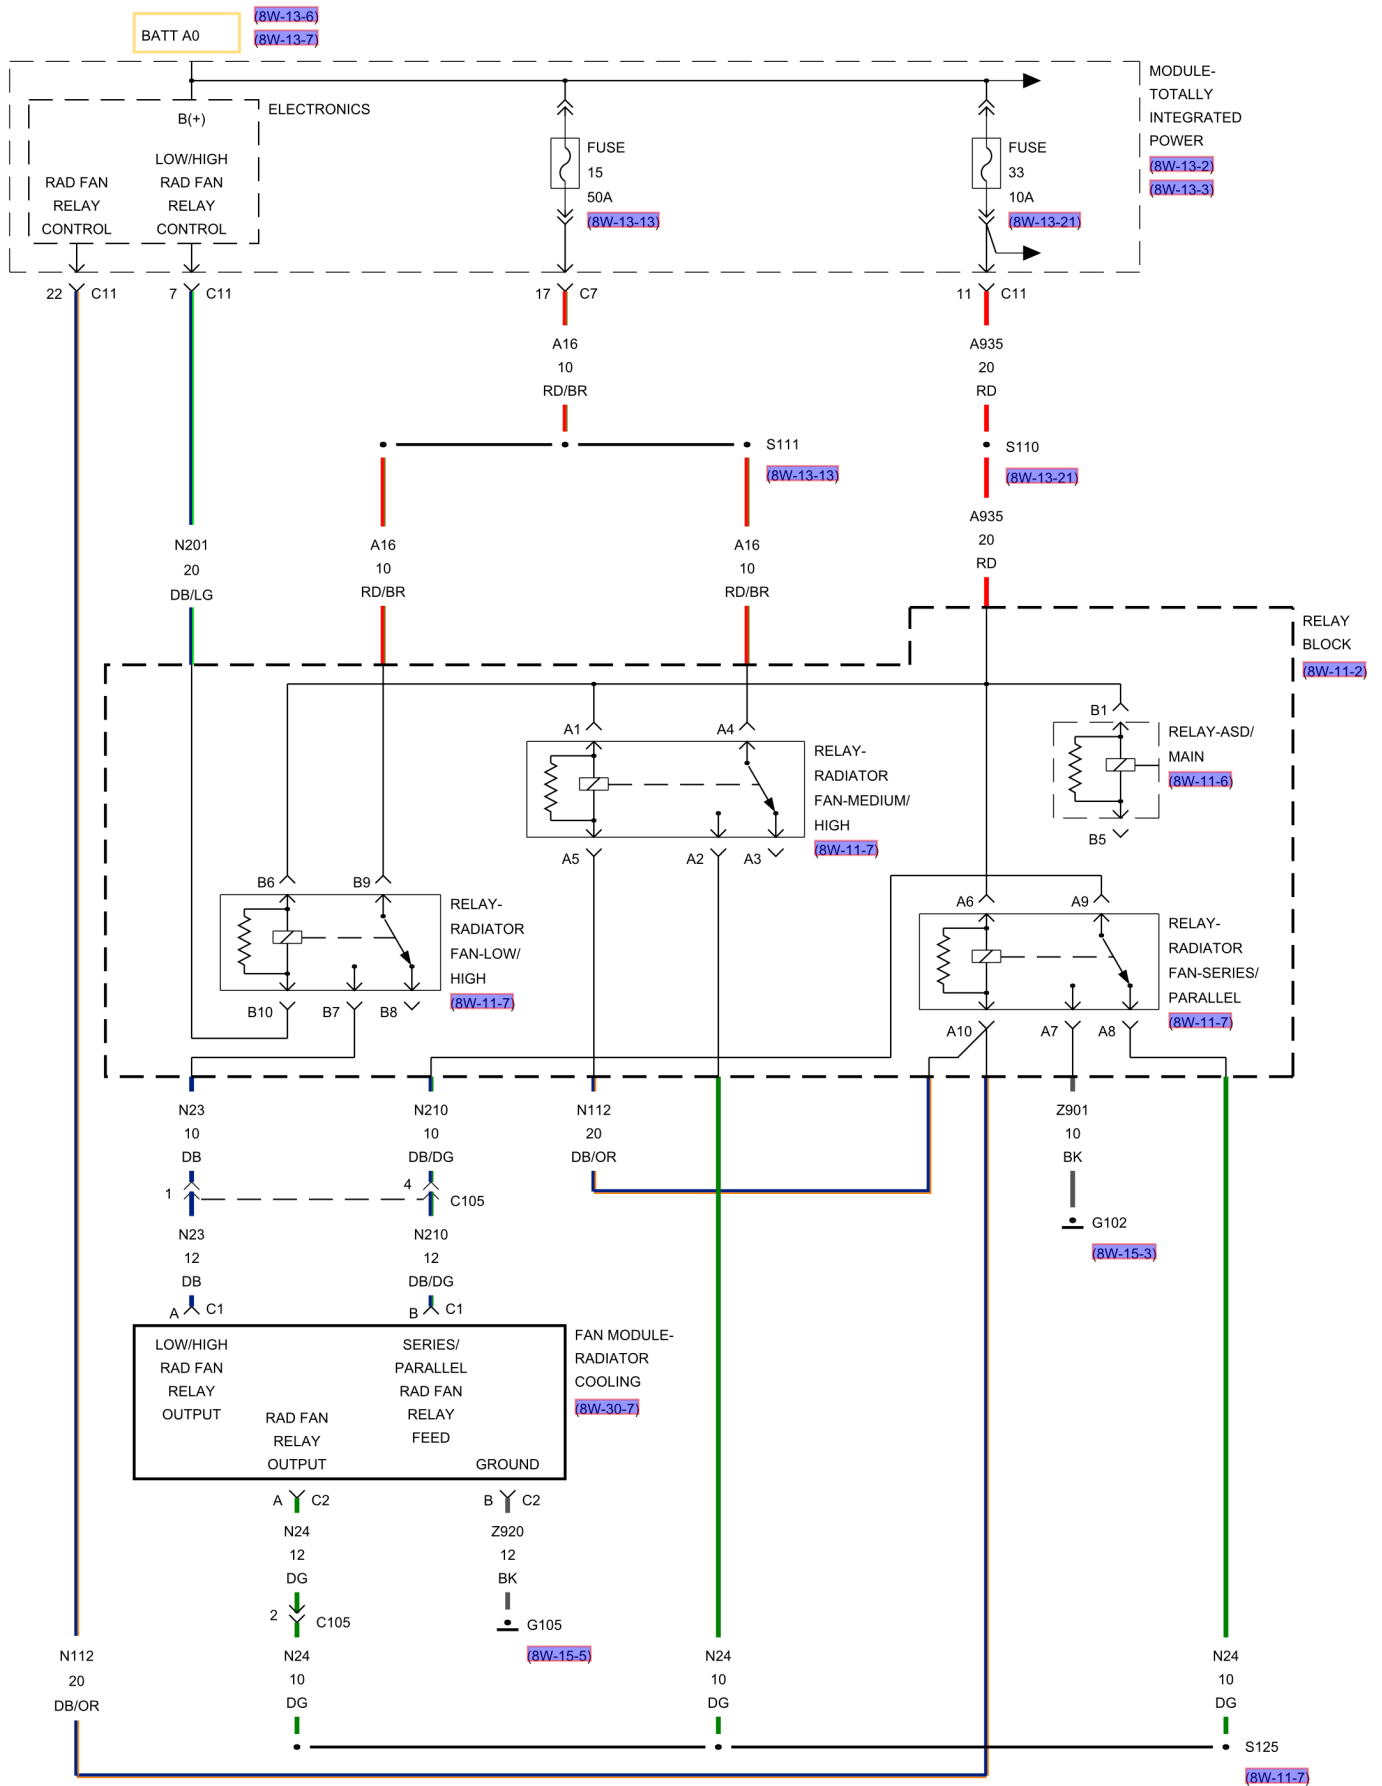 BATT A0
(8W-13-6)
(8W-13-7)
MODULE-
TOTALLY
INTEGRATED
POWER
(8W-13-2)
(8W-13-3)
ELECTRONICS
B(+)
RAD FAN
RELAY
CONTROL
LOW/HIGH
RAD FAN
RELAY
CONTROL
FUSE
15
50A
(8W-13-13)
FUSE
33
10A
(8W-13-21)
22 C11
7 C11
17 C7
11 C11
A16
10
RD/BR
A935
20
RD
S111
(8W-13-13)
S110
(8W-13-21)
N201
20
DB/LG
A16
10
RD/BR
A16
10
RD/BR
A935
20
RD
RELAY
BLOCK
(8W-11-2)
A1
A4
RELAY-
RADIATOR
FAN-MEDIUM/
HIGH
(8W-11-7)
A5
A2
A3
B1
RELAY-ASD/
MAIN
(8W-11-6)
B5
B6
B9
RELAY-
RADIATOR
FAN-LOW/
HIGH
(8W-11-7)
B10
B7
B8
A6
A9
RELAY-
RADIATOR
FAN-SERIES/
PARALLEL
(8W-11-7)
A10
A7
A8
N23
10
DB
N210
10
DB/DG
N112
20
DB/OR
Z901
10
BK
1
4
C105
G102
(8W-15-3)
N23
12
DB
N210
12
DB/DG
A C1
B C1
LOW/HIGH
RAD FAN
RELAY
OUTPUT
SERIES/
PARALLEL
RAD FAN
RELAY
FEED
RAD FAN
RELAY
OUTPUT
GROUND
FAN MODULE-
RADIATOR
COOLING
(8W-30-7)
A C2
B C2
N24
12
DG
Z920
12
BK
2 C105
G105
(8W-15-5)
N112
20
DB/OR
N24
10
DG
N24
10
DG
N24
10
DG
S125
(8W-11-7)